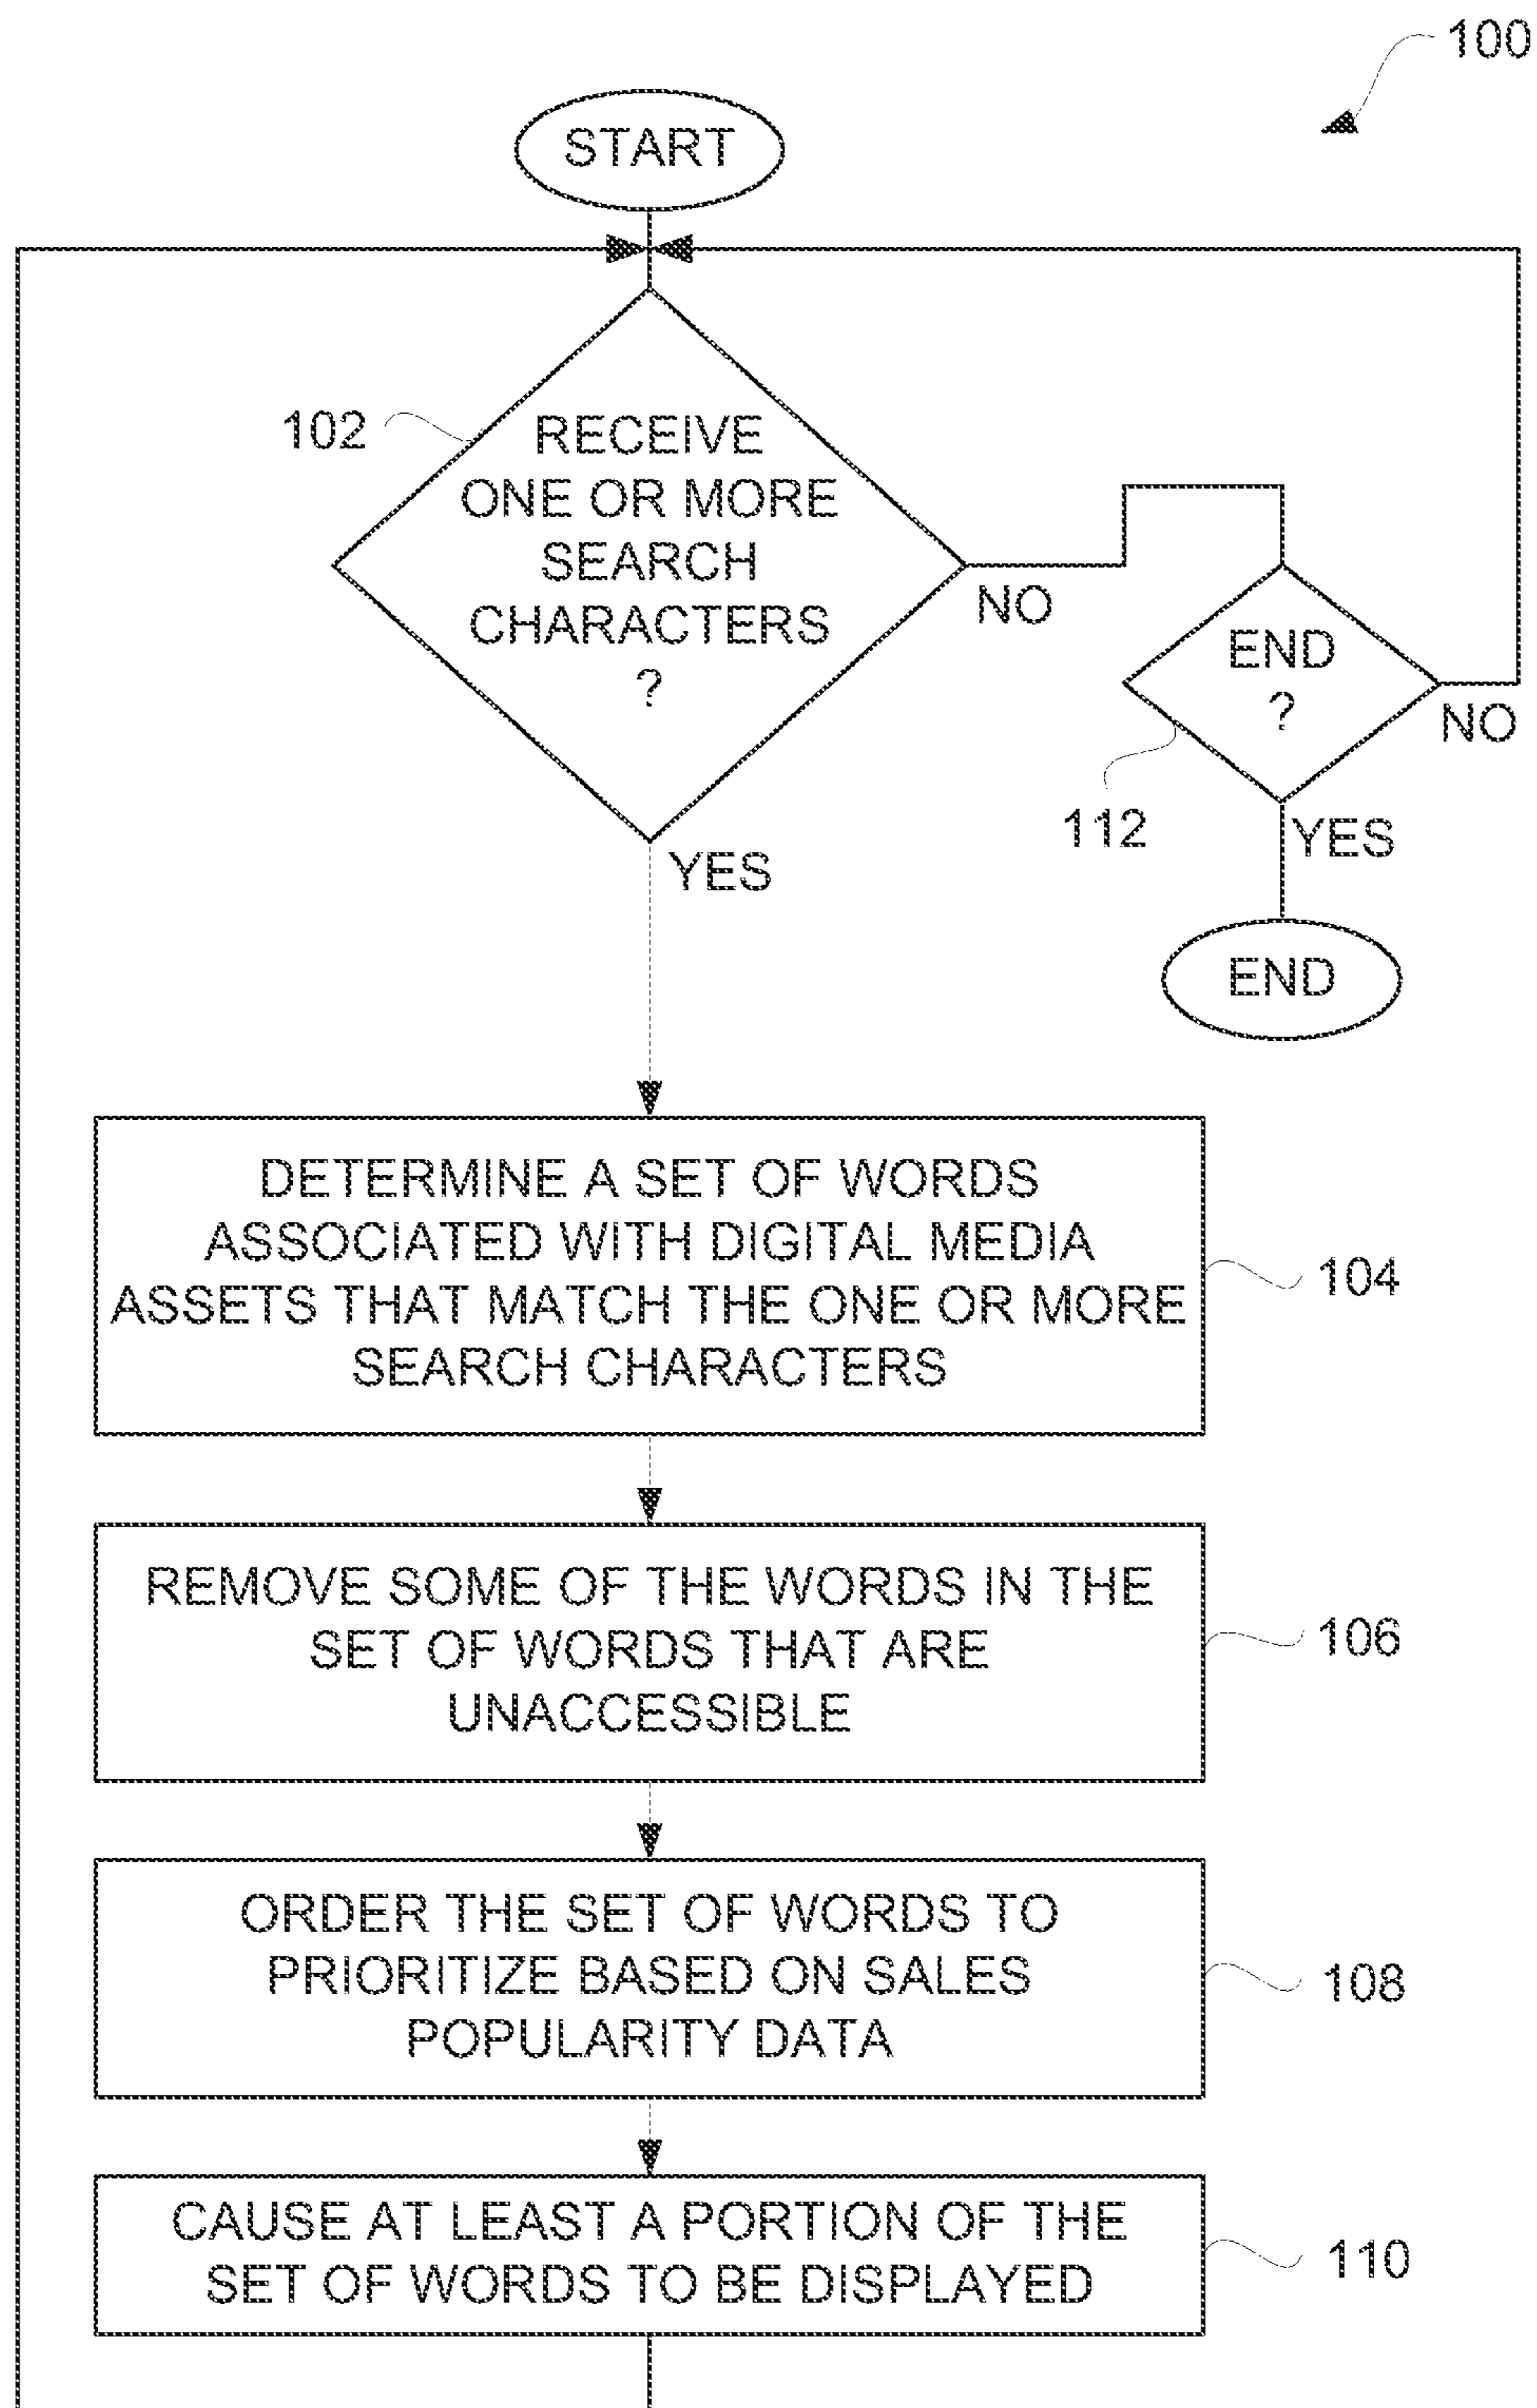 100
START
102
RECEIVE
ONE OR MORE
SEARCH
CHARACTERS
?
NO
YES
END
?
NO
112
YES
END
DETERMINE A SET OF WORDS
ASSOCIATED WITH DIGITAL MEDIA
ASSETS THAT MATCH THE ONE OR MORE
SEARCH CHARACTERS
104
REMOVE SOME OF THE WORDS IN THE
SET OF WORDS THAT ARE
UNACCESSIBLE
106
ORDER THE SET OF WORDS TO
PRIORITIZE BASED ON SALES
POPULARITY DATA
108
CAUSE AT LEAST A PORTION OF THE
SET OF WORDS TO BE DISPLAYED
110